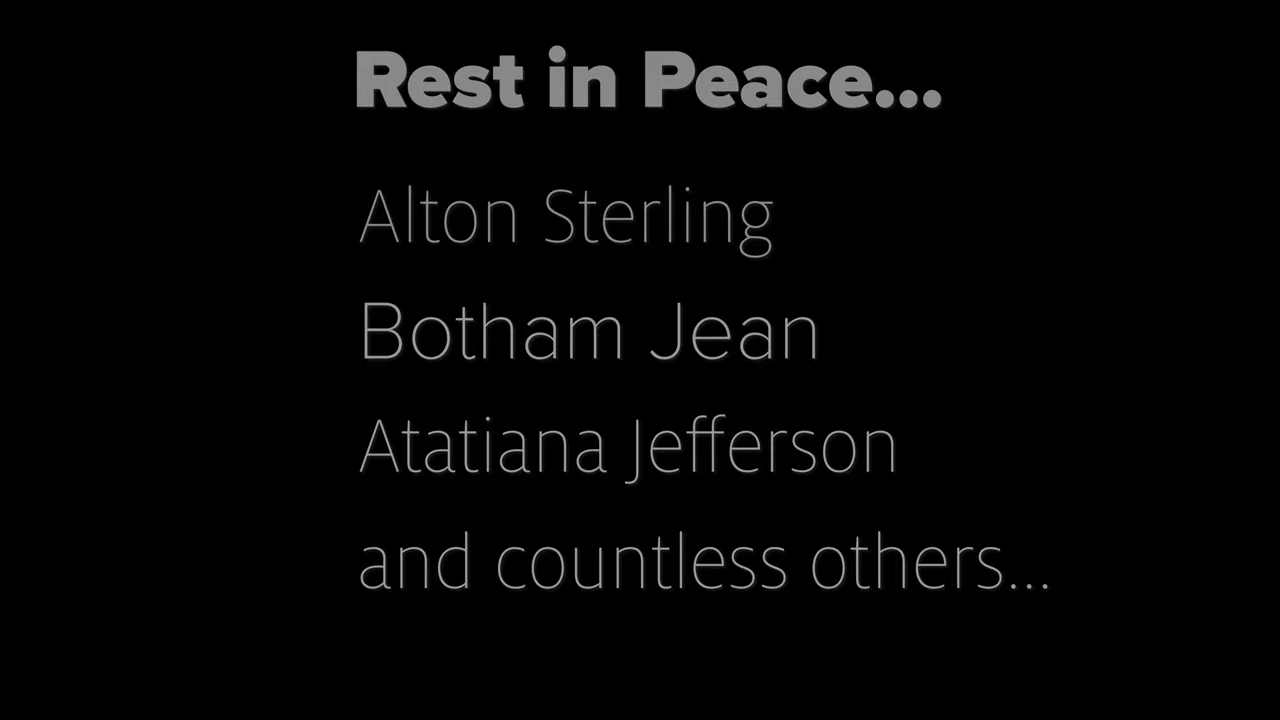 Rest in Peace...
Alton Sterling
Botham Jean
Atatiana Jefferson
and countless others...